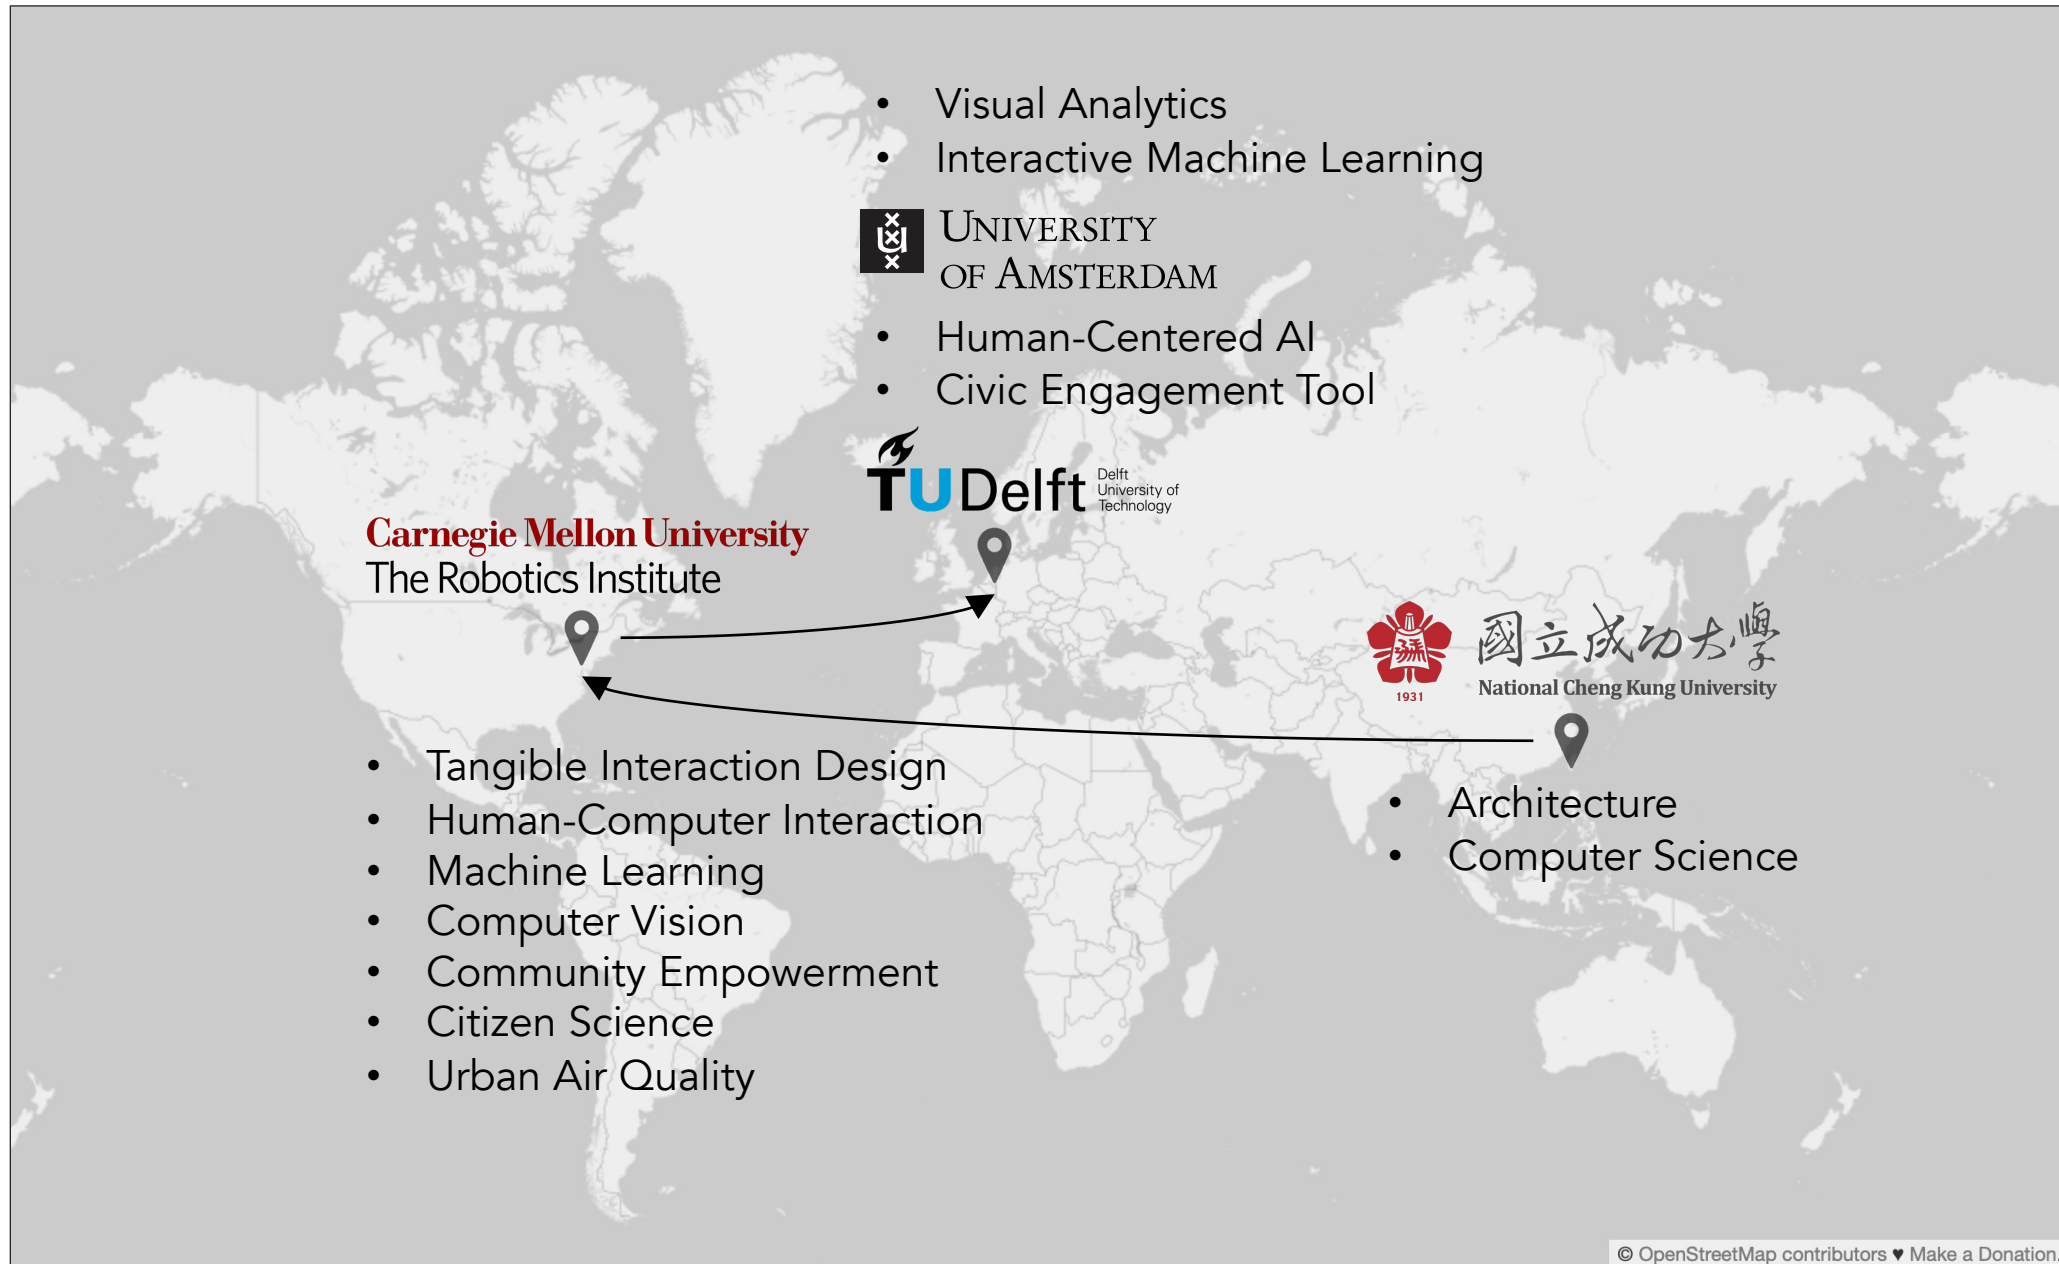 • Visual Analytics
• Interactive Machine Learning
UNIVERSITY
OF AMSTERDAM
• Human-Centered AI
• Civic Engagement Tool
TUDelft
Delft
University of
Technology
Carnegie Mellon University
The Robotics Institute
國立成功大學
National Cheng Kung University
1931
• Tangible Interaction Design
• Human-Computer Interaction
• Machine Learning
• Computer Vision
• Community Empowerment
• Citizen Science
• Urban Air Quality
• Architecture
• Computer Science
© OpenStreetMap contributors ♥ Make a Donation.